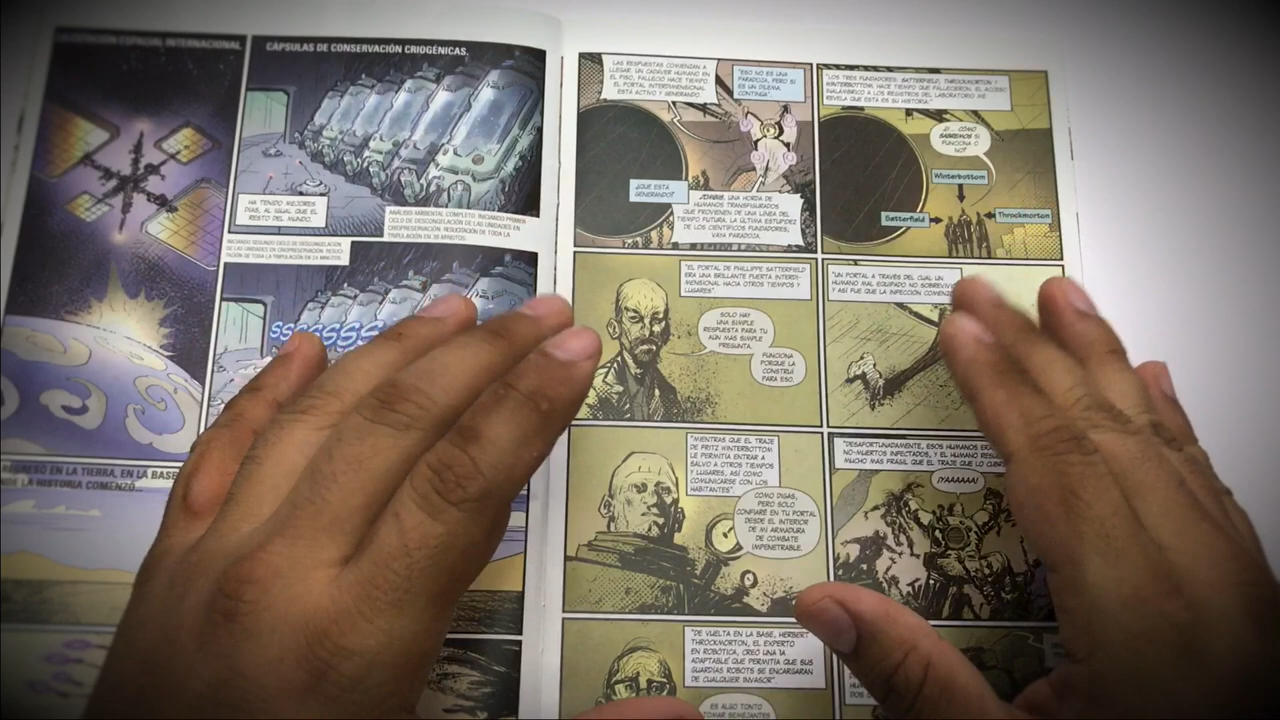 ESTACIÓN ESPACIAL INTERNACIONAL
CÁPSULAS DE CONSERVACIÓN CRIOGÉNICAS.
HA TENIDO MEJORES
DÍAS, AL IGUAL QUE EL
RESTO DEL MUNDO.
ANÁLISIS AMBIENTAL COMPLETO. INICIANDO PRIMER
CICLO DE DESCONGELACIÓN DE LAS UNIDADES EN
CRIOPRESERVACIÓN. RESUCITACIÓN DE TODA LA
TRIPULACIÓN EN 38 MINUTOS.
INICIANDO SEGUNDO CICLO DE DESCONGELACIÓN
DE LAS UNIDADES EN CRIOPRESERVACIÓN. RESUCI-
TACIÓN DE TODA LA TRIPULACIÓN EN 24 MINUTOS.
SSSSSSS
REGRESO EN LA TIERRA, EN LA BASE
LA HISTORIA COMENZÓ...
LAS RESPUESTAS COMIENZAN A
LLEGAR. UN CADÁVER HUMANO EN
EL PISO, FALLECIÓ HACE TIEMPO.
EL PORTAL INTERDIMENSIONAL
ESTÁ ACTIVO Y GENERANDO.
"ESO NO ES UNA
PARADOJA, PERO SÍ
ES UN DILEMA.
CONTINÚA".
¿QUÉ ESTÁ
GENERANDO?
ZOMBIS, UNA HORDA DE
HUMANOS TRANSFIGURADOS
QUE PROVIENEN DE UNA LÍNEA DEL
TIEMPO FUTURA. LA ÚLTIMA ESTUPIDEZ
DE LOS CIENTÍFICOS FUNDADORES,
VAYA PARADOJA.
"LOS TRES FUNDADORES: SATTERFIELD, THROCKMORTON Y
WINTERBOTTOM, HACE TIEMPO QUE FALLECIERON. EL ACCESO
INALÁMBRICO A LOS REGISTROS DEL LABORATORIO ME
REVELA QUE ESTA ES SU HISTORIA:"
¿Y... CÓMO
SABREMOS SI
FUNCIONA O
NO?
Winterbottom
Satterfield
Throckmorton
"EL PORTAL DE PHILLIPPE SATTERFIELD
ERA UNA BRILLANTE PUERTA INTERDI-
MENSIONAL HACIA OTROS TIEMPOS Y
LUGARES".
SOLO HAY
UNA SIMPLE
RESPUESTA PARA TU
AÚN MÁS SIMPLE
PREGUNTA.
FUNCIONA
PORQUE LA
CONSTRUÍ
PARA ESO.
"UN PORTAL A TRAVÉS DEL CUAL UN
HUMANO MAL EQUIPADO NO
Y ASÍ FUE QUE LA INFECCIÓN
"MIENTRAS QUE EL TRAJE
DE FRITZ WINTERBOTTOM
LE PERMITÍA ENTRAR A
SALVO A OTROS TIEMPOS
Y LUGARES, ASÍ COMO
COMUNICARSE CON LOS
HABITANTES".
COMO DIGAS,
PERO SOLO
CONFIARÉ EN TU PORTAL
DESDE EL INTERIOR
DE MI ARMADURA
DE COMBATE
IMPENETRABLE.
"DESAFORTUNADAMENTE, ESOS HUMANOS
NO-MUERTOS INFECTADOS, Y EL HUMANO
MUCHO MÁS FRÁGIL QUE EL TRAJE QUE LO
¡YAAAAAA!
"DE VUELTA EN LA BASE, HERBERT
THROCKMORTON, EL EXPERTO
EN ROBÓTICA, CREÓ UNA IA
ADAPTABLE QUE PERMITÍA QUE SUS
GUARDIAS ROBOTS SE ENCARGARAN
DE CUALQUIER INVASOR".
ES ALGO TONTO
TOMAR SEMEJANTES